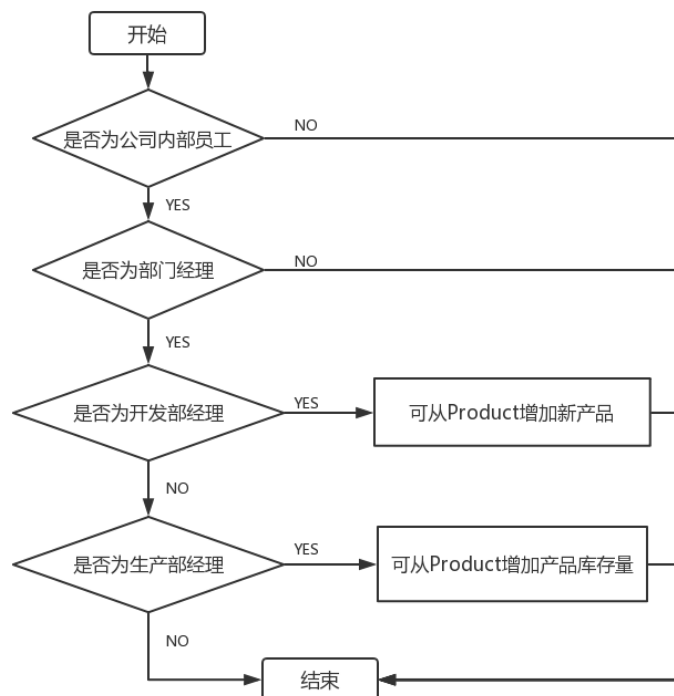 开始
是否为公司内部员工
NO
YES
是否为部门经理
NO
YES
是否为开发部经理
YES
可从Product增加新产品
NO
是否为生产部经理
YES
可从Product增加产品库存量
NO
结束